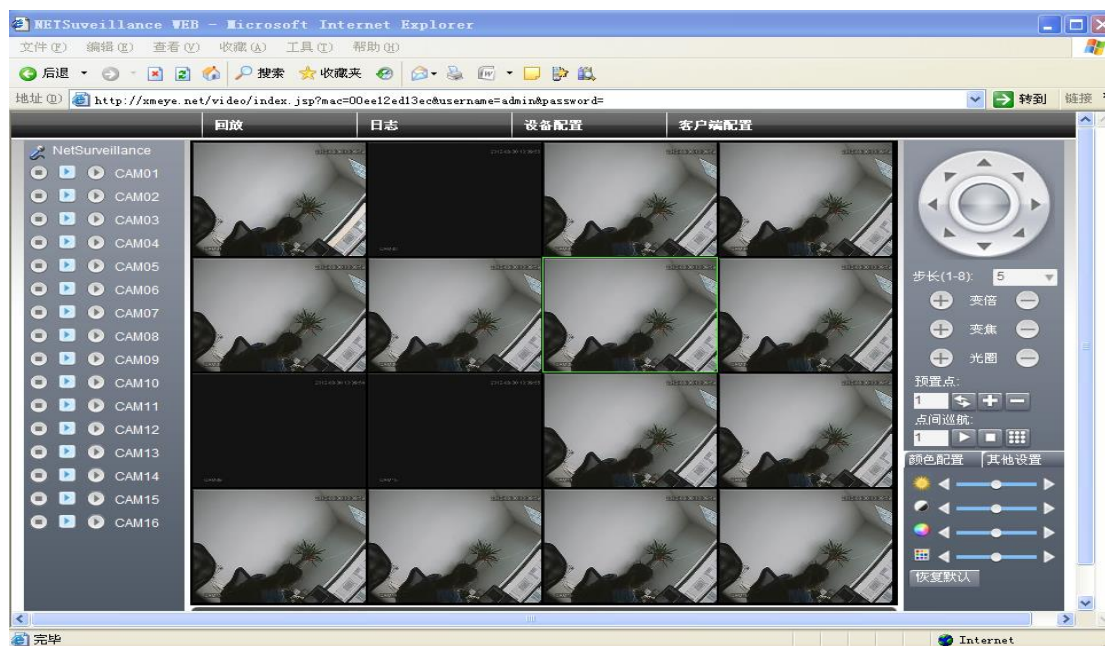 NETSuveillance WEB - Microsoft Internet Explorer
文件(F) 编辑(E) 查看(V) 收藏(A) 工具(T) 帮助(H)
后退 搜索 收藏夹
地址(D) http://xmeye.net/video/index.jsp?mac=00ee12ed13ec&username=admin&password= 转到 链接
回放 日志 设备配置 客户端配置
NetSurveillance
CAM01
CAM02
CAM03
CAM04
CAM05
CAM06
CAM07
CAM08
CAM09
CAM10
CAM11
CAM12
CAM13
CAM14
CAM15
CAM16
步长(1-8): 5
变倍
变焦
光圈
预置点:
1
点间巡航:
1
颜色配置 其他设置
恢复默认
完毕 Internet